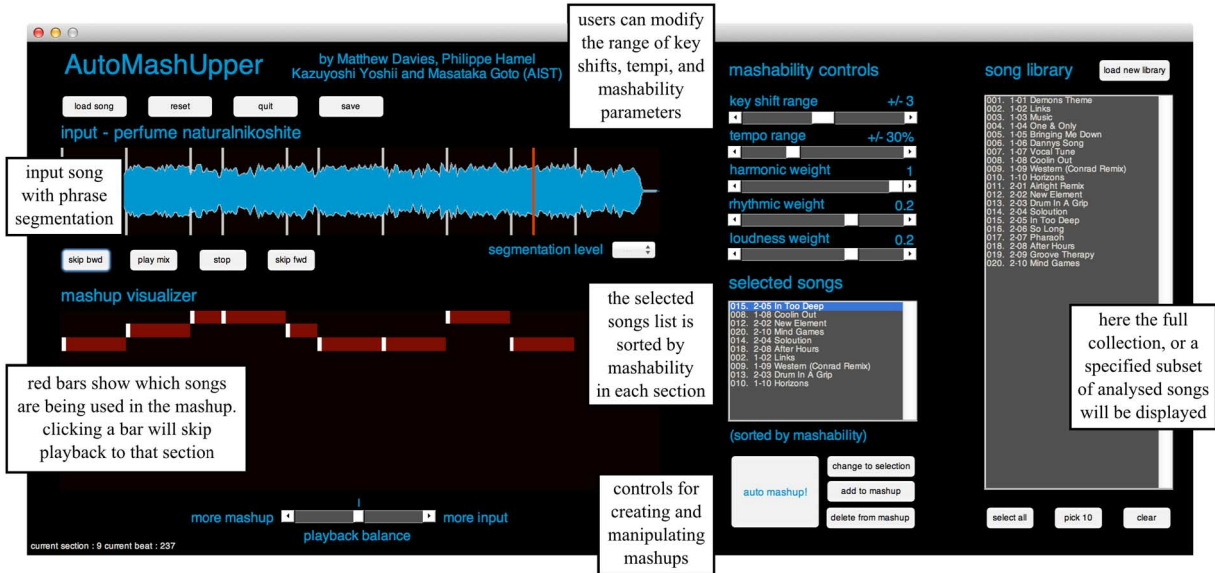 AutoMashUpper
by Matthew Davies, Philippe Hamel
Kazuyoshi Yoshii and Masataka Goto (AIST)
load song
reset
quit
save
input - perfume naturalnikoshite
input song
with phrase
segmentation
segmentation level
skip bwd
play mix
stop
skip fwd
mashup visualizer
red bars show which songs
are being used in the mashup.
clicking a bar will skip
playback to that section
more mashup
more input
playback balance
current section : 9 current beat : 237
users can modify
the range of key
shifts, tempi, and
mashability
parameters
mashability controls
key shift range +/- 3
tempo range +/- 30%
harmonic weight 1
rhythmic weight 0.2
loudness weight 0.2
the selected
songs list is
sorted by
mashability
in each section
selected songs
015. 2-05 In Too Deep
008. 1-08 Coolin Out
012. 2-02 New Element
020. 2-10 Mind Games
014. 2-04 Soloution
018. 2-08 After Hours
002. 1-02 Links
009. 1-09 Western (Conrad Remix)
013. 2-03 Drum In A Grip
010. 1-10 Horizons
(sorted by mashability)
controls for
creating and
manipulating
mashups
auto mashup!
change to selection
add to mashup
delete from mashup
song library
load new library
001. 1-01 Demons Theme
002. 1-02 Links
003. 1-03 Music
004. 1-04 One & Only
005. 1-05 Bringing Me Down
006. 1-06 Dannys Song
007. 1-07 Vocal Tune
008. 1-08 Coolin Out
009. 1-09 Western (Conrad Remix)
010. 1-10 Horizons
011. 2-01 Airtight Remix
012. 2-02 New Element
013. 2-03 Drum In A Grip
014. 2-04 Soloution
015. 2-05 In Too Deep
016. 2-06 So Long
017. 2-07 Pharaoh
018. 2-08 After Hours
019. 2-09 Groove Therapy
020. 2-10 Mind Games
here the full
collection, or a
specified subset
of analysed songs
will be displayed
select all
pick 10
clear